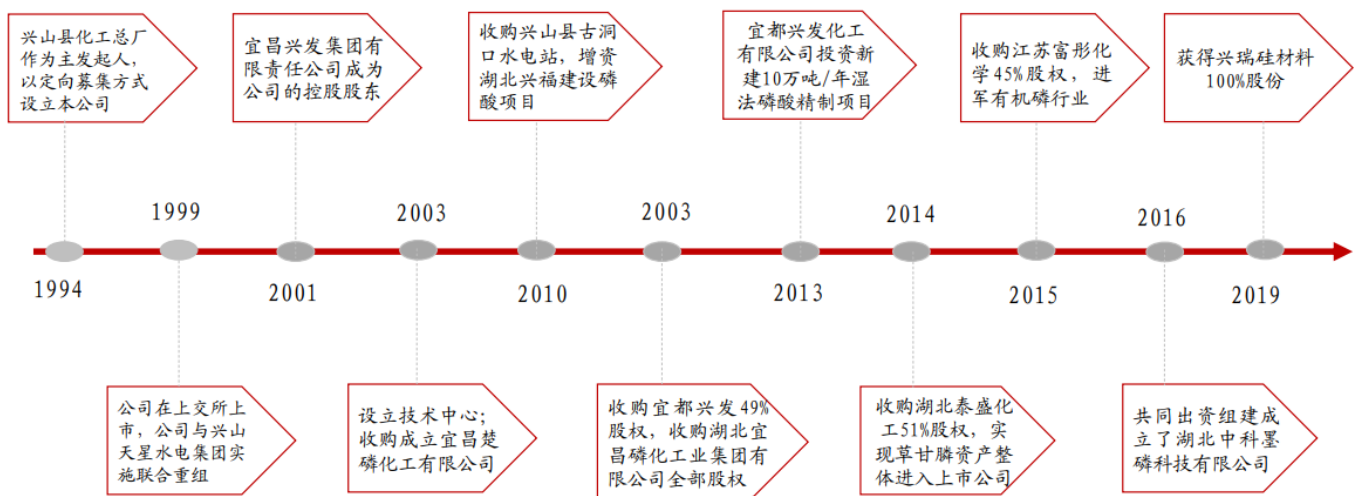 兴山县化工总厂
作为主发起人，
以定向募集方式
设立本公司
宜昌兴发集团有
限责任公司成为
公司的控股股东
收购兴山县古洞
口水电站，增资
湖北兴福建设磷
酸项目
宜都兴发化工
有限公司投资新
建10万吨/年湿
法磷酸精制项目
收购江苏富彤化
学45%股权，进
军有机磷行业
获得兴瑞硅材料
100%股份
1999
2003
2003
2014
2016
1994
2001
2010
2013
2015
2019
公司在上交所上
市，公司与兴山
天星水电集团实
施联合重组
设立技术中心；
收购成立宜昌楚
磷化工有限公司
收购宜都兴发49%
股权，收购湖北宜
昌磷化工业集团有
限公司全部股权
收购湖北泰盛化
工51%股权，实
现草甘膦资产整
体进入上市公司
共同出资组建成
立了湖北中科墨
磷科技有限公司